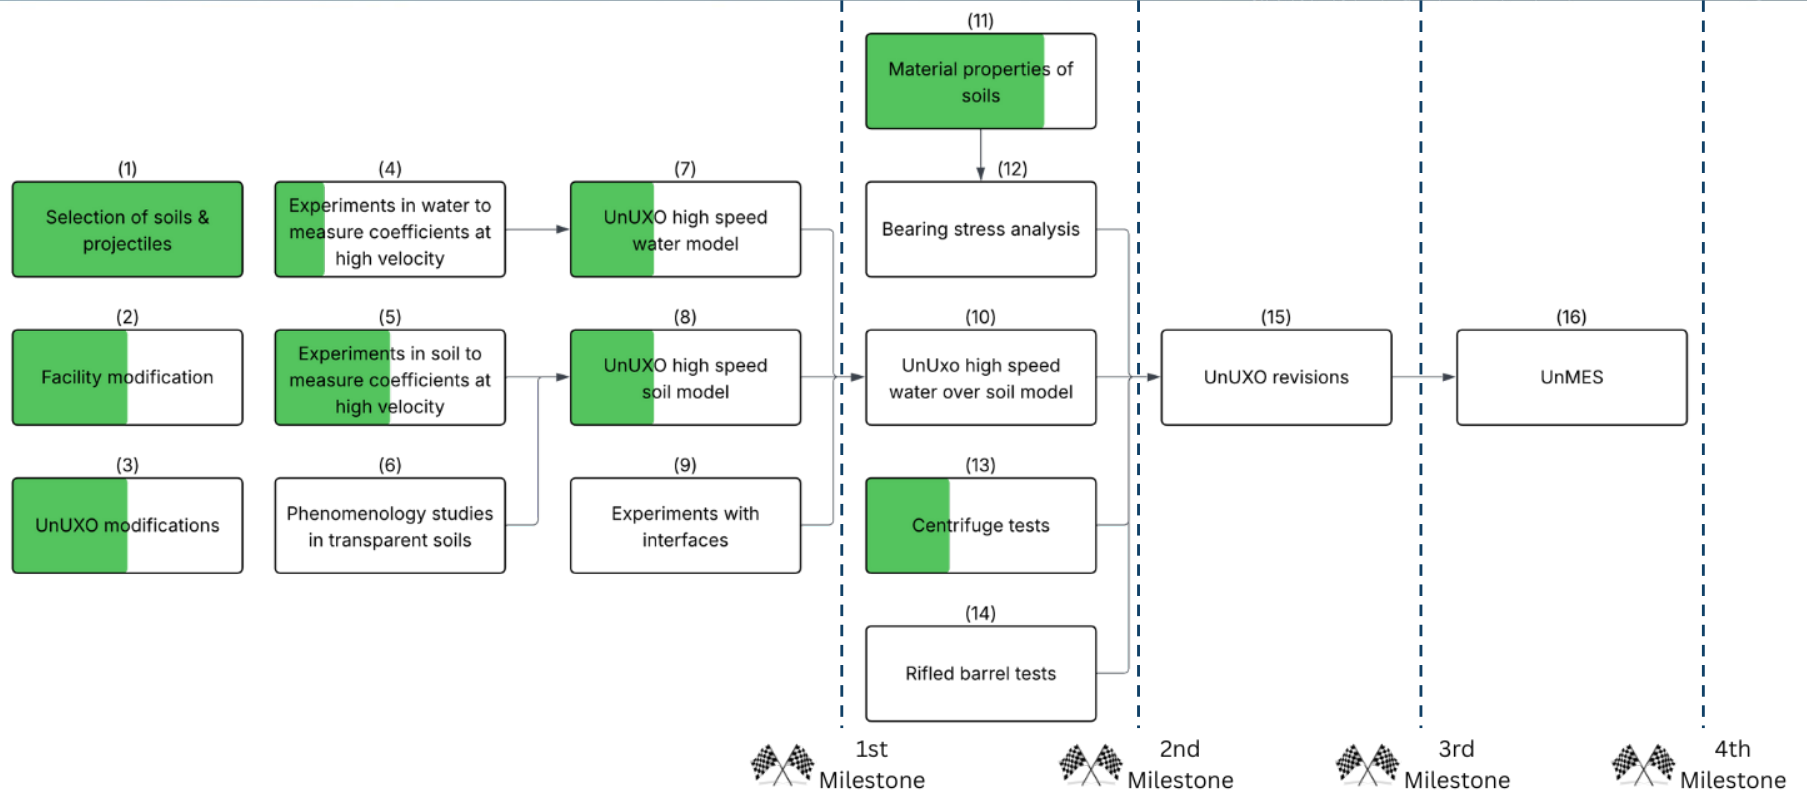 (11)
Material properties of
soils
(1)
Selection of soils &
projectiles
(4)
Experiments in water to
measure coefficients at
high velocity
(7)
UnUXO high speed
water model
(12)
Bearing stress analysis
(2)
Facility modification
(5)
Experiments in soil to
measure coefficients at
high velocity
(8)
UnUXO high speed
soil model
(10)
UnUxo high speed
water over soil model
(15)
UnUXO revisions
(16)
UnMES
(3)
UnUXO modifications
(6)
Phenomenology studies
in transparent soils
(9)
Experiments with
interfaces
(13)
Centrifuge tests
(14)
Rifled barrel tests
1st
Milestone
2nd
Milestone
3rd
Milestone
4th
Milestone